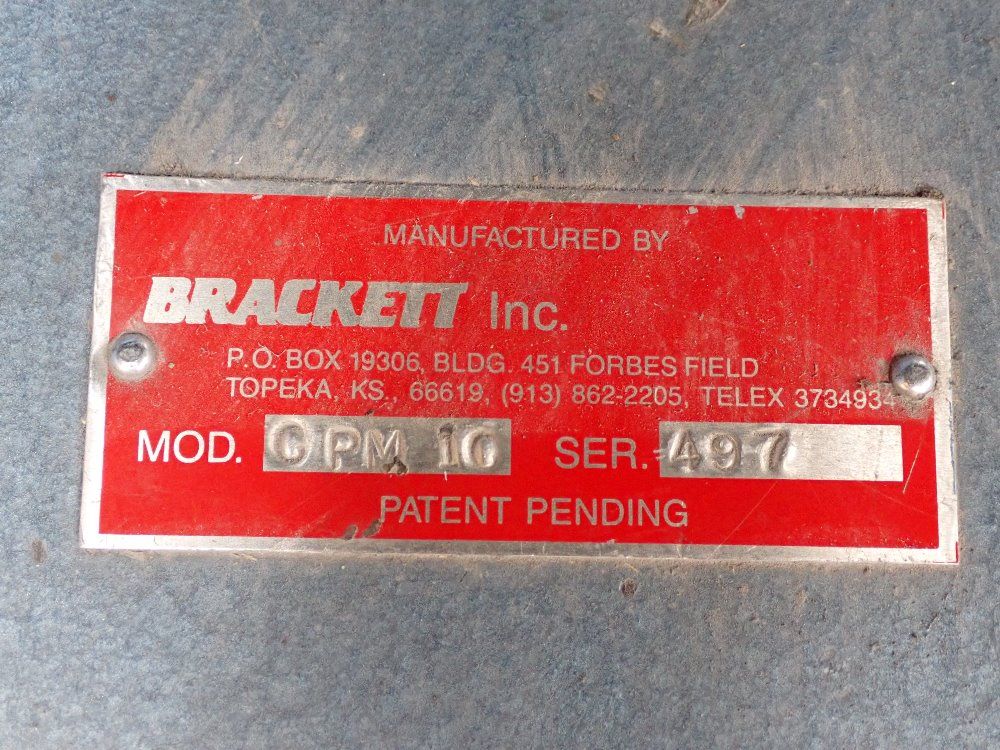 MANUFACTURED BY
BRACKETT Inc.
P.O. BOX 19306, BLDG. 451 FORBES FIELD
TOPEKA, KS., 66619, (913) 862-2205, TELEX 3734934
MOD. CPM 10 SER. 497
PATENT PENDING